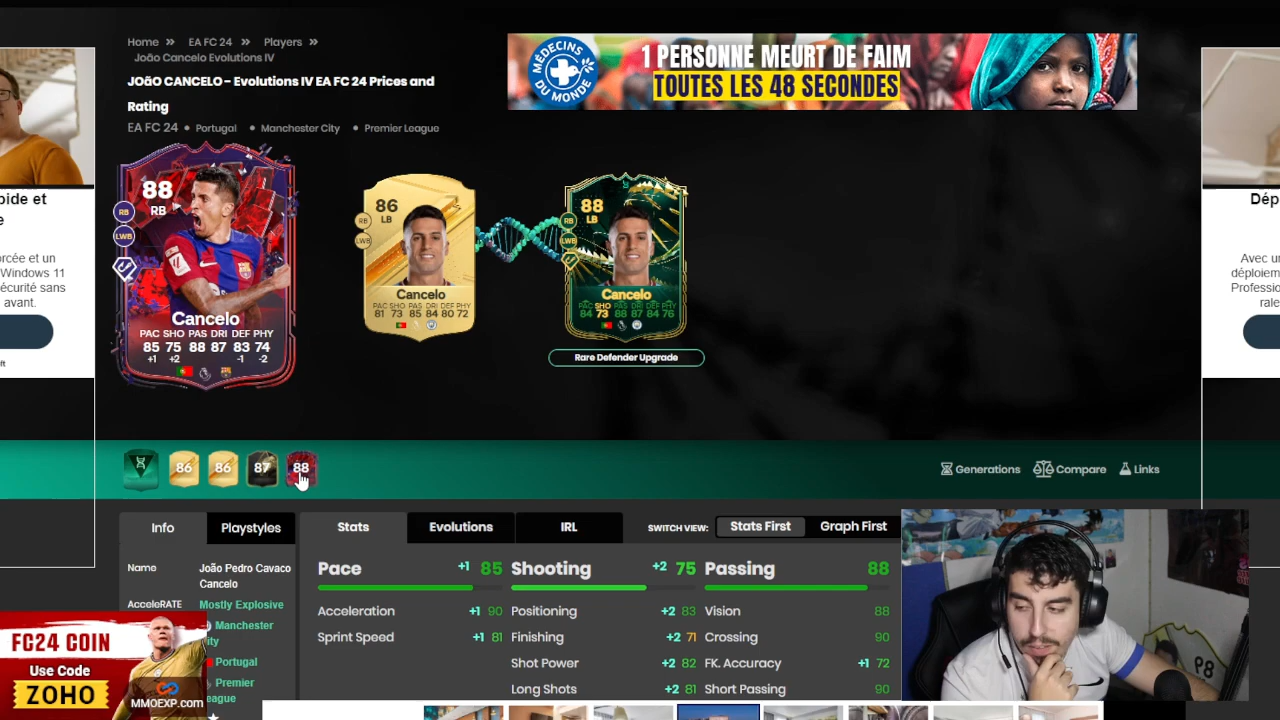 Home » EA FC 24 » Players »
João Cancelo Evolutions IV
JOãO CANCELO - Evolutions IV EA FC 24 Prices and
Rating
EA FC 24 • Portugal • Manchester City • Premier League
MÉDECINS DU MONDE
1 PERSONNE MEURT DE FAIM
TOUTES LES 48 SECONDES
88
RB
RB
LWB
Cancelo
PAC SHO PAS DRI DEF PHY
85 75 88 87 83 74
+1 +2 -1 -2
86
LB
RB
LWB
Cancelo
PAC SHO PAS DRI DEF PHY
81 73 85 84 80 72
88
LB
RB
LWB
Cancelo
PAC SHO PAS DRI DEF PHY
84 73 88 87 84 76
Rare Defender Upgrade
pide et
orcée et un
Windows 11
sécurité sans
avant.
Dép
Avec un
déploiem
Professio
86 86 87 88
Generations Compare Links
Info Playstyles
Stats Evolutions IRL
SWITCH VIEW: Stats First Graph First
Name João Pedro Cavaco
Cancelo
AcceleRATE Mostly Explosive
Manchester
Portugal
Premier
Pace +1 85
Acceleration +1 90
Sprint Speed +1 81
Shooting +2 75
Positioning +2 83
Finishing +2 71
Shot Power +2 82
Long Shots +2 81
Passing 88
Vision 88
Crossing 90
FK. Accuracy +1 72
Short Passing 90
FC24 COIN
Use Code
ZOHO
MMOEXP.com